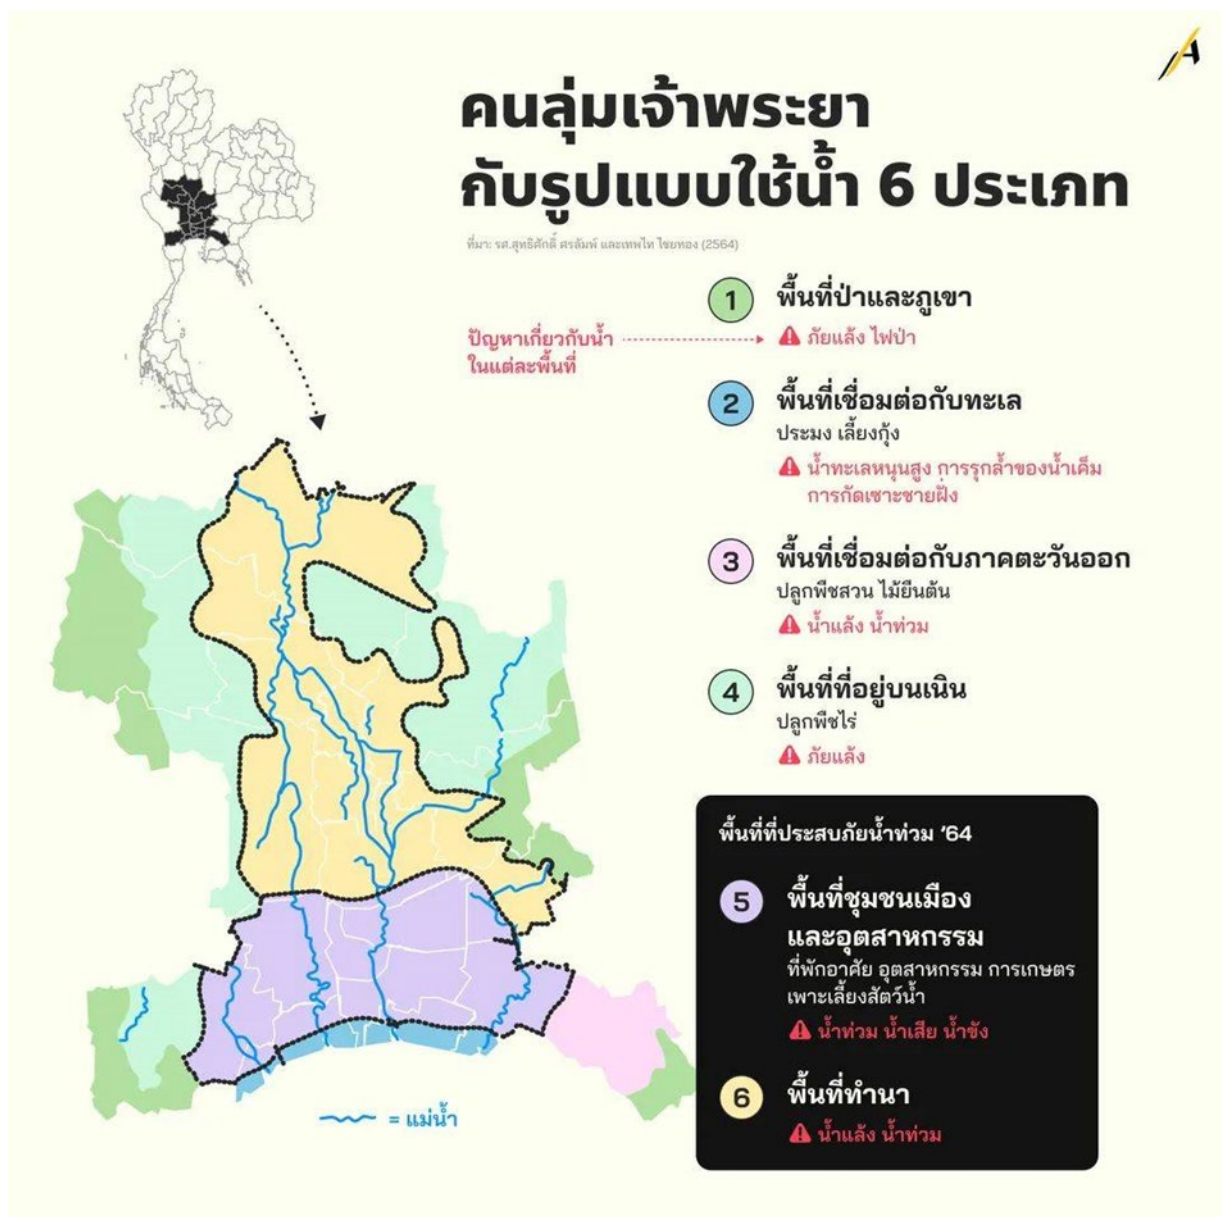 คนลุ่มเจ้าพระยา
กับรูปแบบใช้น้ำ 6 ประเภท
ที่มา: รศ.สุทธิศักดิ์ ศรลัมพ์ และเทพไท ไชยทอง (2564)
1 พื้นที่ป่าและภูเขา
ภัยแล้ง ไฟป่า
ปัญหาเกี่ยวกับน้ำ
ในแต่ละพื้นที่
2 พื้นที่เชื่อมต่อกับทะเล
ประมง เลี้ยงกุ้ง
น้ำทะเลหนุนสูง การรุกล้ำของน้ำเค็ม
การกัดเซาะชายฝั่ง
3 พื้นที่เชื่อมต่อกับภาคตะวันออก
ปลูกพืชสวน ไม้ยืนต้น
น้ำแล้ง น้ำท่วม
4 พื้นที่ที่อยู่บนเนิน
ปลูกพืชไร่
ภัยแล้ง
พื้นที่ที่ประสบภัยน้ำท่วม ‘64
5 พื้นที่ชุมชนเมือง
และอุตสาหกรรม
ที่พักอาศัย อุตสาหกรรม การเกษตร
เพาะเลี้ยงสัตว์น้ำ
น้ำท่วม น้ำเสีย น้ำขัง
6 พื้นที่ทำนา
น้ำแล้ง น้ำท่วม
= แม่น้ำ